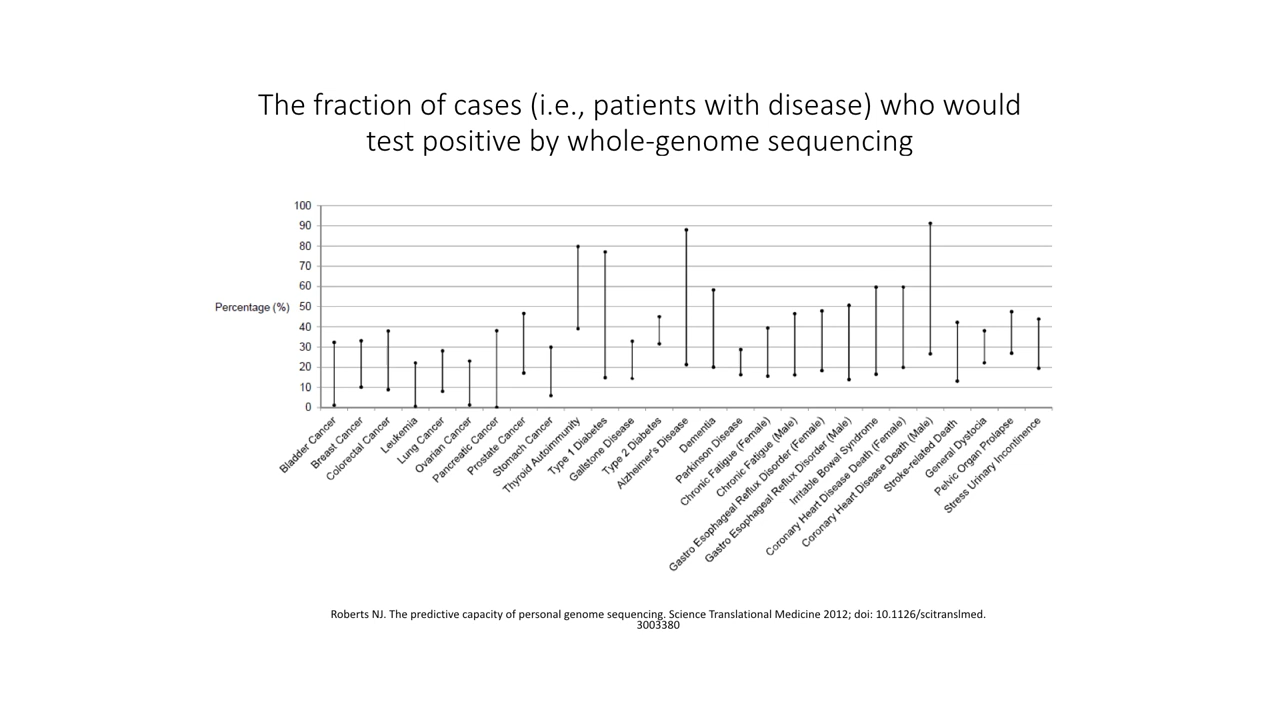 The fraction of cases (i.e., patients with disease) who would
test positive by whole-genome sequencing
100
90
80
70
60
Percentage (%) 50
40
30
20
10
0
Bladder Cancer
Breast Cancer
Colorectal Cancer
Leukemia
Lung Cancer
Ovarian Cancer
Pancreatic Cancer
Prostate Cancer
Stomach Cancer
Thyroid Autoimmunity
Type 1 Diabetes
Gallstone Disease
Type 2 Diabetes
Alzheimer's Disease
Dementia
Parkinson Disease
Chronic Fatigue (Female)
Chronic Fatigue (Male)
Gastro Esophageal Reflux Disorder (Female)
Gastro Esophageal Reflux Disorder (Male)
Irritable Bowel Syndrome
Coronary Heart Disease Death (Female)
Coronary Heart Disease Death (Male)
Stroke-related Death
General Dystocia
Pelvic Organ Prolapse
Stress Urinary Incontinence
Roberts NJ. The predictive capacity of personal genome sequencing. Science Translational Medicine 2012; doi: 10.1126/scitranslmed.
3003380